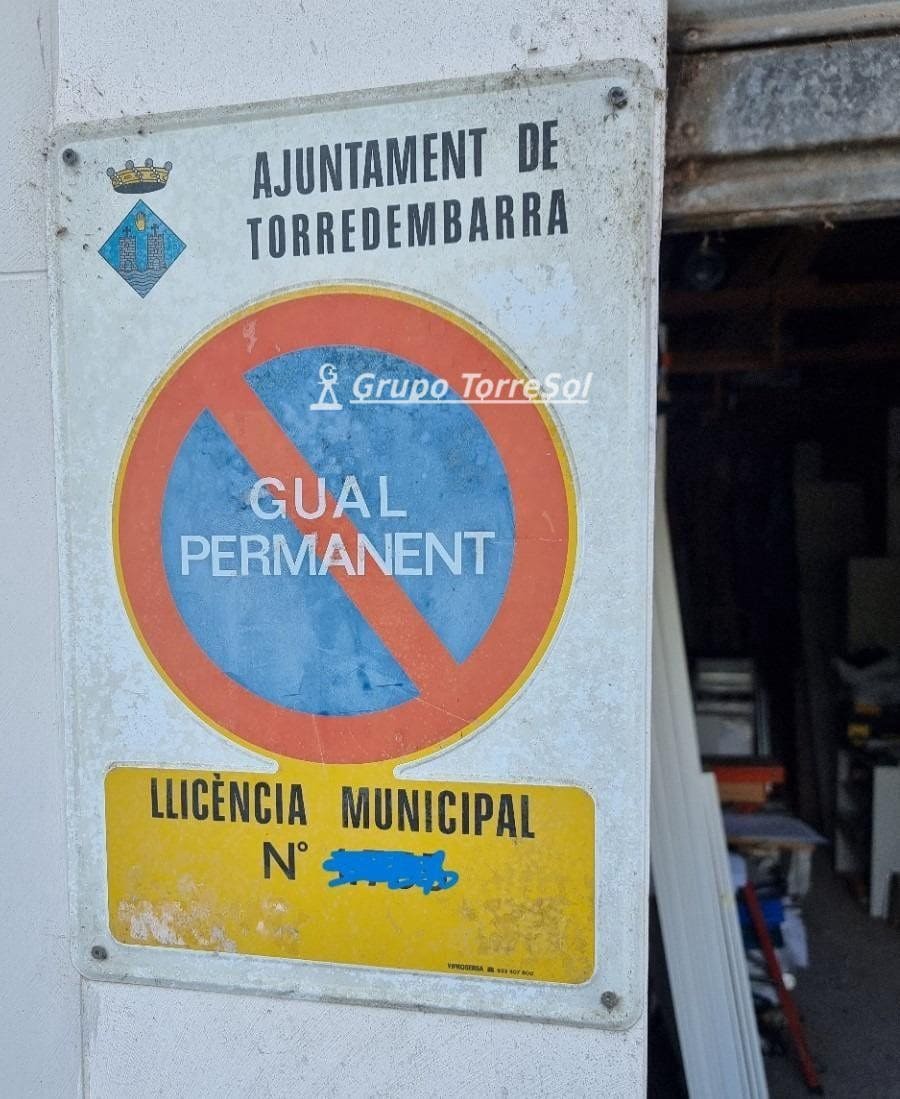 AJUNTAMENT DE
TORREDEMBARRA
Grupo TorreSol
GUAL
PERMANENT
LLICÈNCIA MUNICIPAL
N°